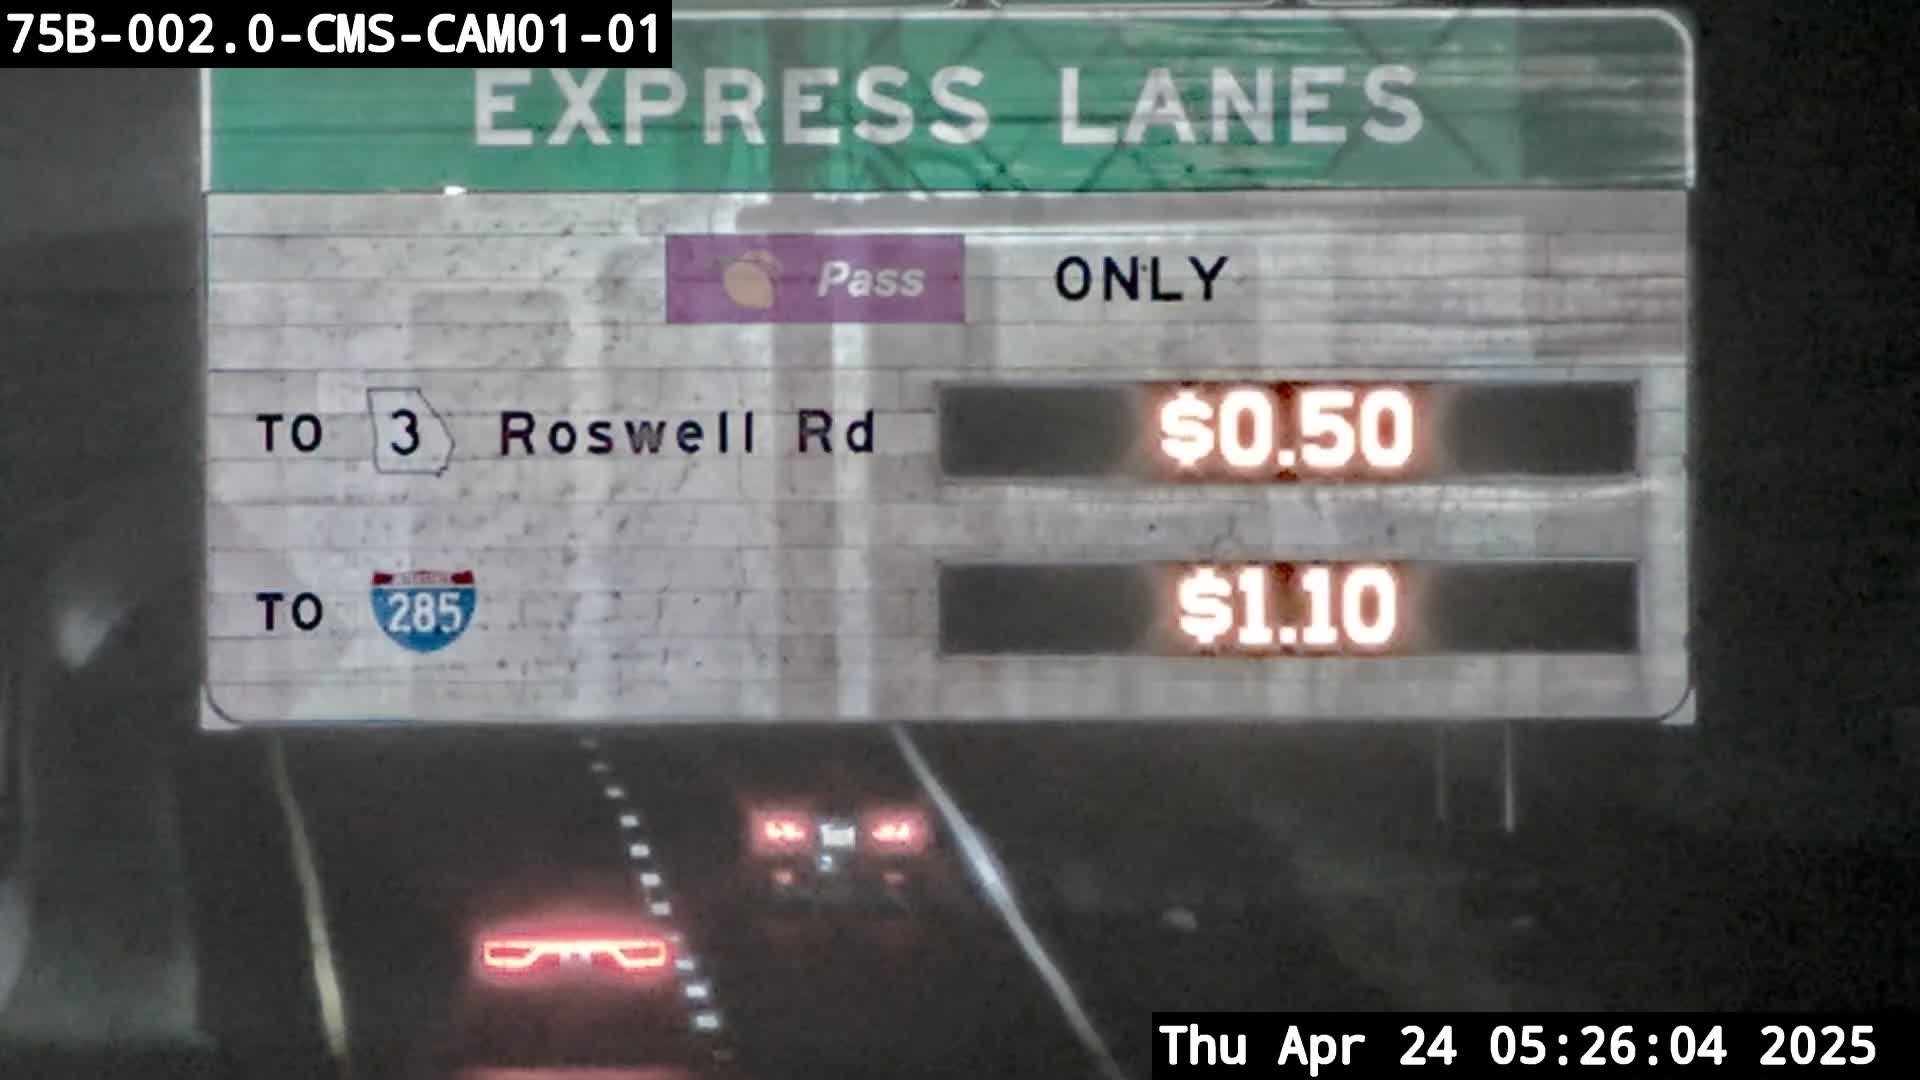 75B-002.0-CMS-CAM01-01
EXPRESS LANES
Pass ONLY
TO 3 Roswell Rd $0.50
TO 285 $1.10
Thu Apr 24 05:26:04 2025